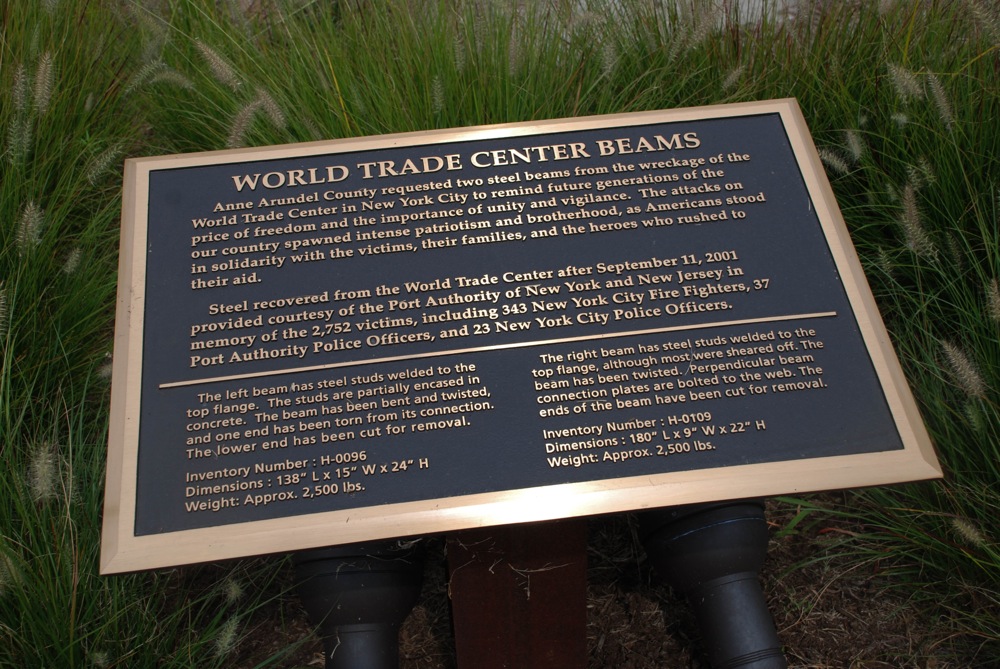 WORLD TRADE CENTER BEAMS
Anne Arundel County requested two steel beams from the wreckage of the
World Trade Center in New York City to remind future generations of the
price of freedom and the importance of unity and vigilance. The attacks on
our country spawned intense patriotism and brotherhood, as Americans stood
in solidarity with the victims, their families, and the heroes who rushed to
their aid.
Steel recovered from the World Trade Center after September 11, 2001
provided courtesy of the Port Authority of New York and New Jersey in
memory of the 2,752 victims, including 343 New York City Fire Fighters, 37
Port Authority Police Officers, and 23 New York City Police Officers.
The left beam has steel studs welded to the
top flange. The studs are partially encased in
concrete. The beam has been bent and twisted,
and one end has been torn from its connection.
The lower end has been cut for removal.
Inventory Number : H-0096
Dimensions : 138" L x 15" W x 24" H
Weight: Approx. 2,500 lbs.
The right beam has steel studs welded to the
top flange, although most were sheared off. The
beam has been twisted. Perpendicular beam
connection plates are bolted to the web. The
ends of the beam have been cut for removal.
Inventory Number : H-0109
Dimensions : 180" L x 9" W x 22" H
Weight: Approx. 2,500 lbs.